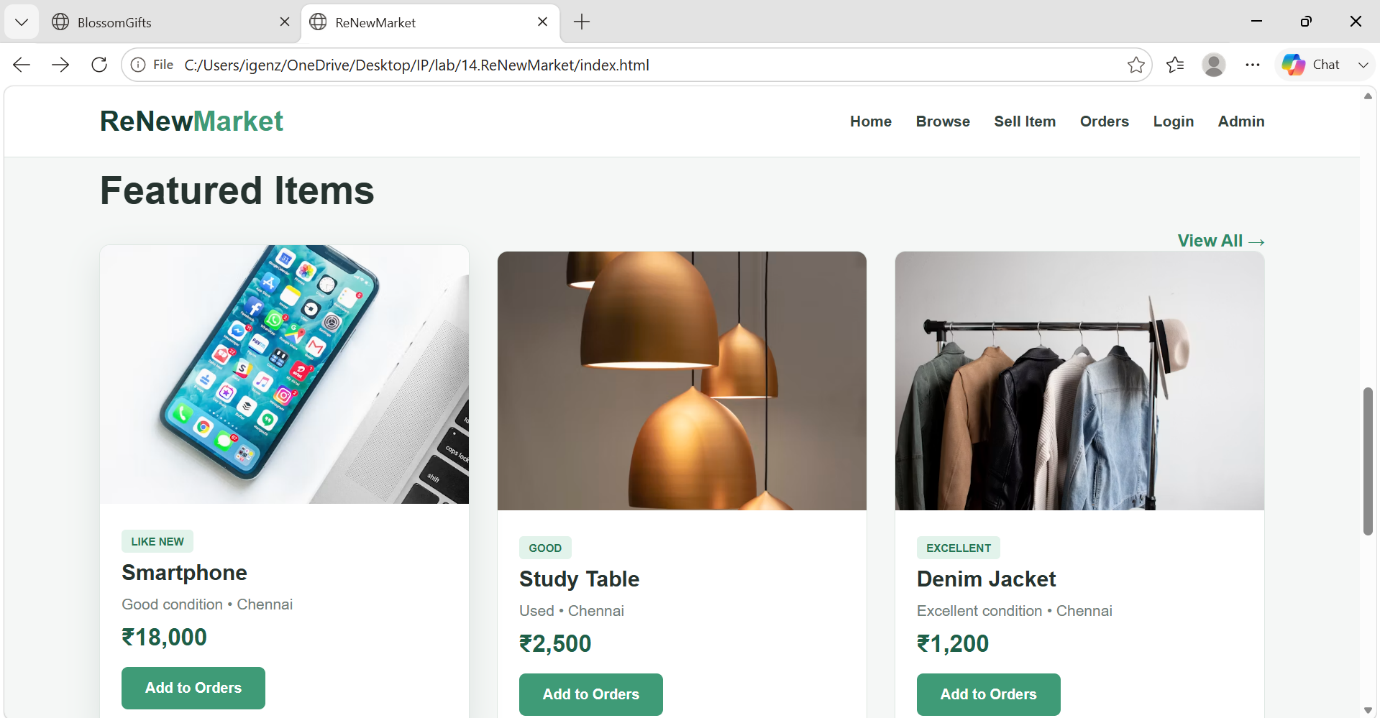 BlossomGifts
ReNewMarket
File C:/Users/igenz/OneDrive/Desktop/IP/lab/14.ReNewMarket/index.html
Chat
ReNewMarket
Home Browse Sell Item Orders Login Admin
Featured Items
View All →
caps lock
shift
LIKE NEW
Smartphone
Good condition • Chennai
₹18,000
Add to Orders
GOOD
Study Table
Used • Chennai
₹2,500
Add to Orders
EXCELLENT
Denim Jacket
Excellent condition • Chennai
₹1,200
Add to Orders